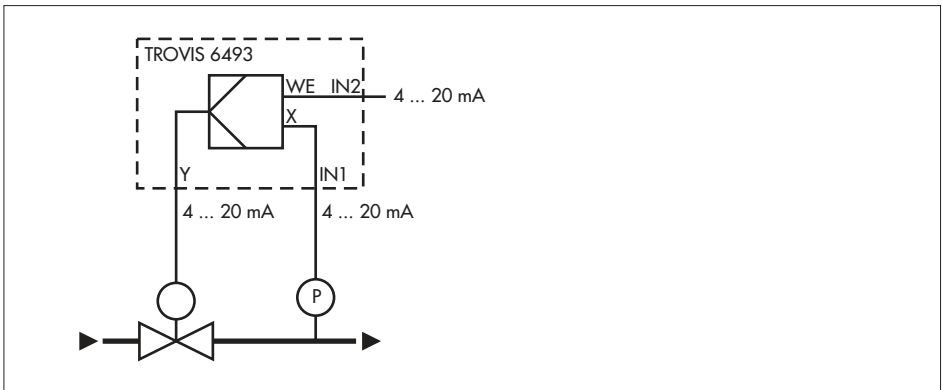 TROVIS 6493
WE IN2
4 ... 20 mA
X
Y
IN1
4 ... 20 mA
4 ... 20 mA
P